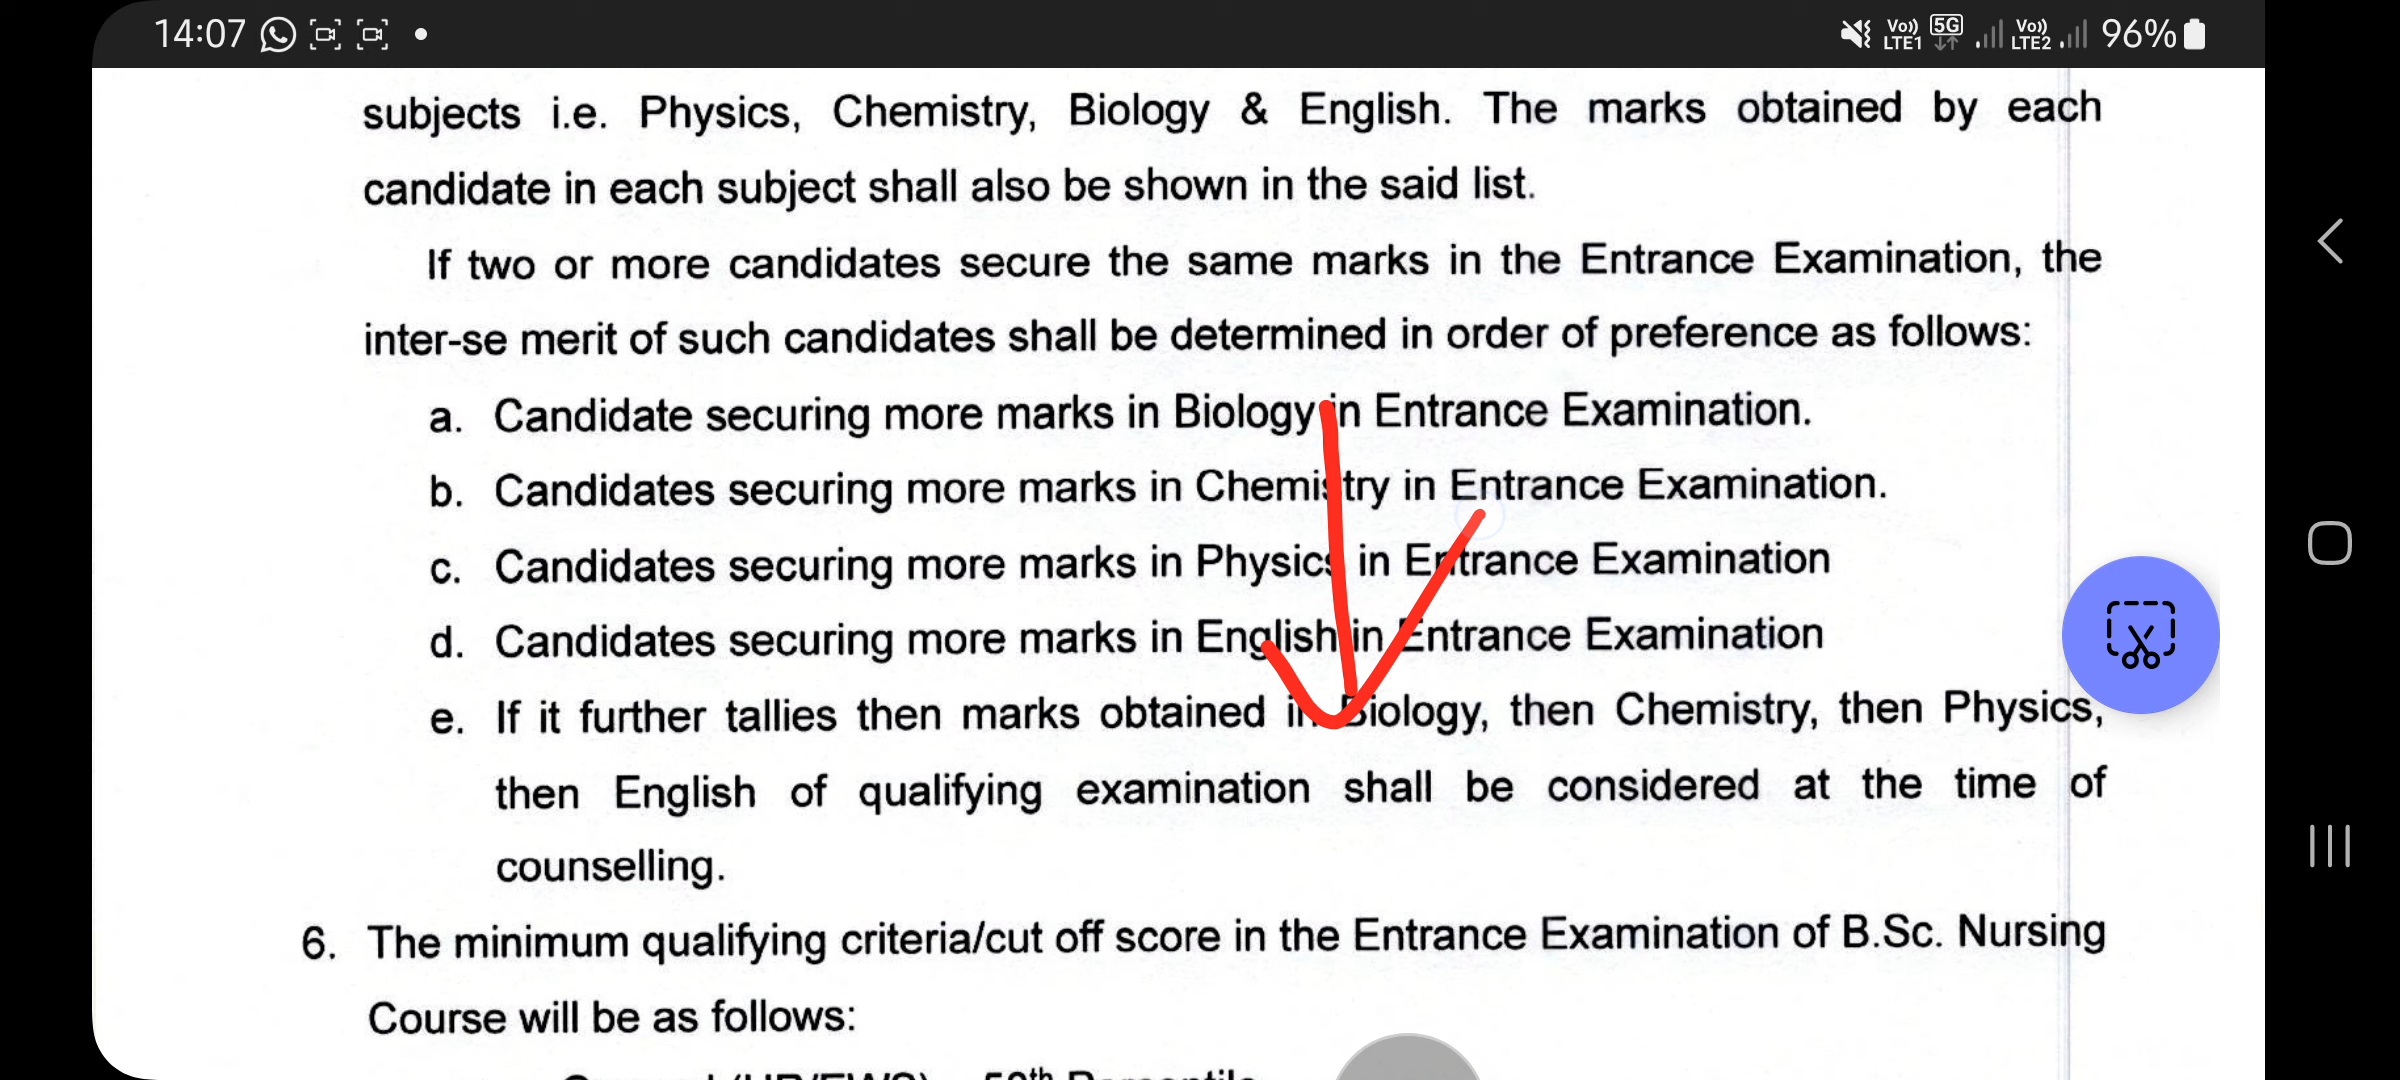 14:07
Vo)) LTE1 5G Vo)) LTE2 96%
subjects i.e. Physics, Chemistry, Biology & English. The marks obtained by each
candidate in each subject shall also be shown in the said list.
If two or more candidates secure the same marks in the Entrance Examination, the
inter-se merit of such candidates shall be determined in order of preference as follows:
a. Candidate securing more marks in Biology in Entrance Examination.
b. Candidates securing more marks in Chemistry in Entrance Examination.
c. Candidates securing more marks in Physics in Entrance Examination
d. Candidates securing more marks in English in Entrance Examination
e. If it further tallies then marks obtained in Biology, then Chemistry, then Physics,
then English of qualifying examination shall be considered at the time of
counselling.
6. The minimum qualifying criteria/cut off score in the Entrance Examination of B.Sc. Nursing
Course will be as follows: